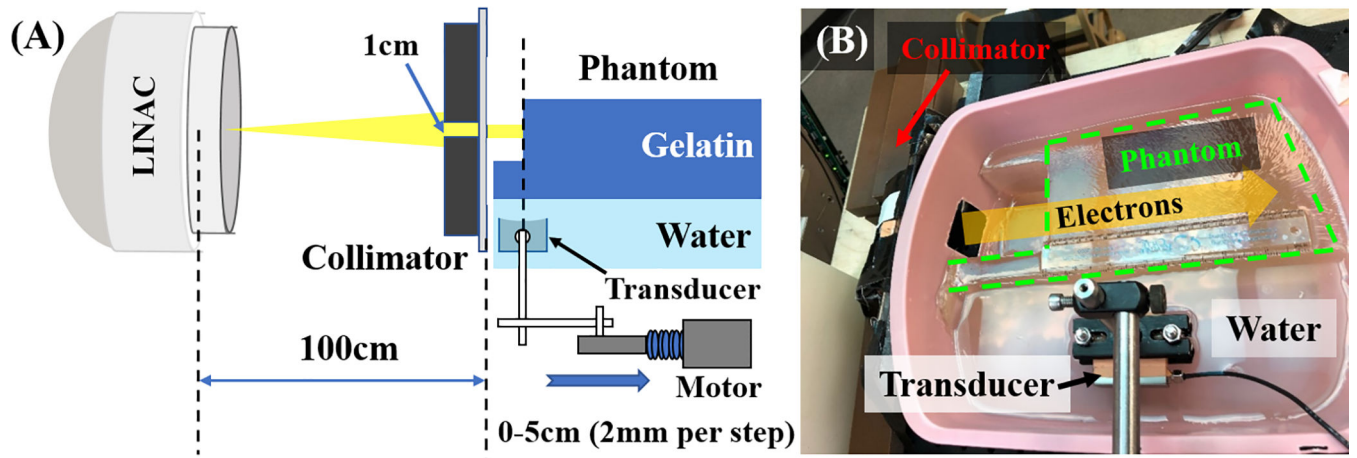 (A)
LINAC
1cm
Phantom
Gelatin
Water
Collimator
Transducer
100cm
Motor
0-5cm (2mm per step)
(B)
Collimator
Phantom
Electrons
Water
Transducer